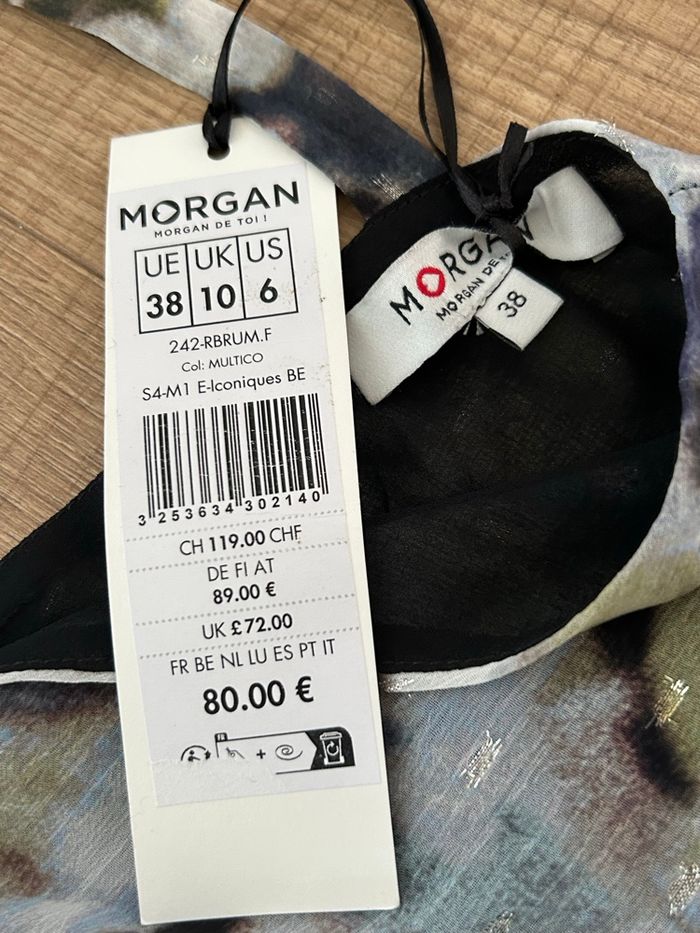 MORGAN
MORGAN DE TOI !
UE UK US
38 10 6
242-RBRUM.F
Col: MULTICO
S4-M1 E-Iconiques BE
3 253634 302140
CH 119.00 CHF
DE FI AT
89.00 €
UK £72.00
FR BE NL LU ES PT IT
80.00 €
FR
+
MORGAN
MORGAN DE
38